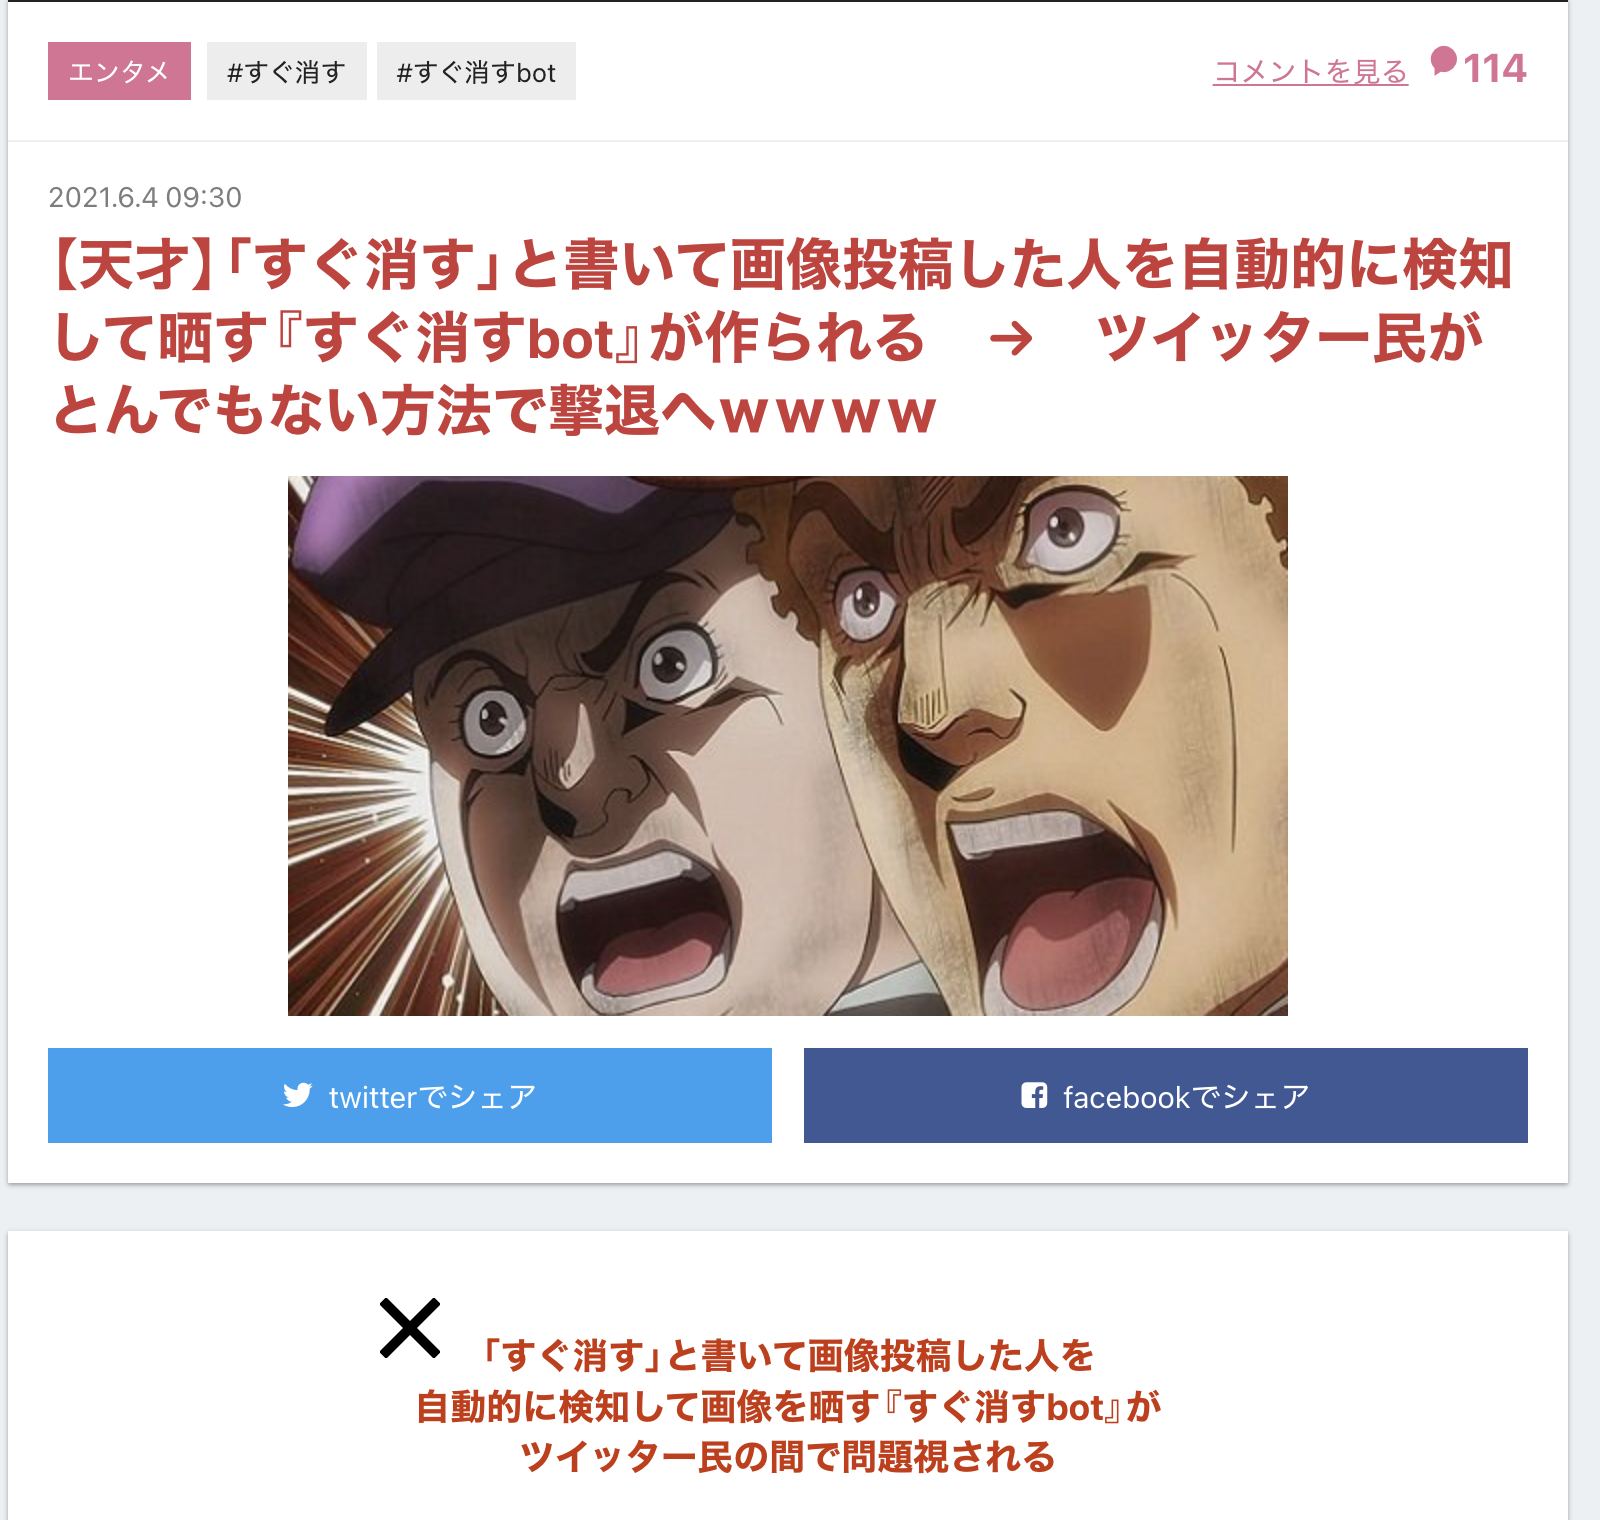 エンタメ #すぐ消す #すぐ消すbot コメントを見る 114
2021.6.4 09:30
【天才】「すぐ消す」と書いて画像投稿した人を自動的に検知
して晒す『すぐ消すbot』が作られる　→　ツイッター民が
とんでもない方法で撃退へｗｗｗｗ
twitterでシェア facebookでシェア
「すぐ消す」と書いて画像投稿した人を
自動的に検知して画像を晒す『すぐ消すbot』が
ツイッター民の間で問題視される